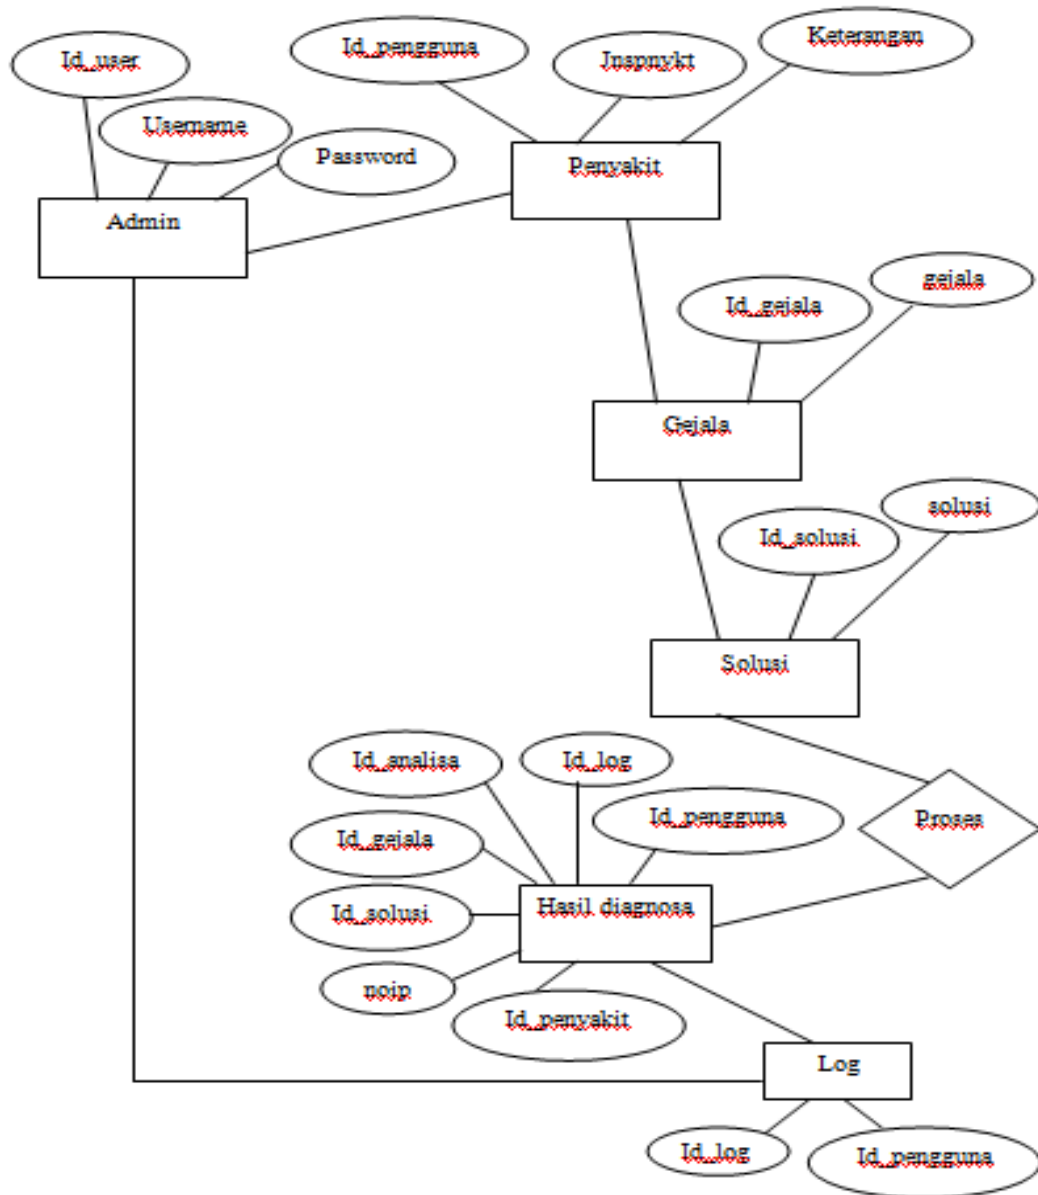 Id_user
Id_pengguna
Jnspnykt
Keterangan
Username
Password
Penyakit
Admin
Id_gejala
gejala
Gejala
Id_solusi
solusi
Solusi
Id_analisa
Id_log
Id_pengguna
Proses
Id_gejala
Id_solusi
Hasil diagnosa
noip
Id_penyakit
Log
Id_log
Id_pengguna